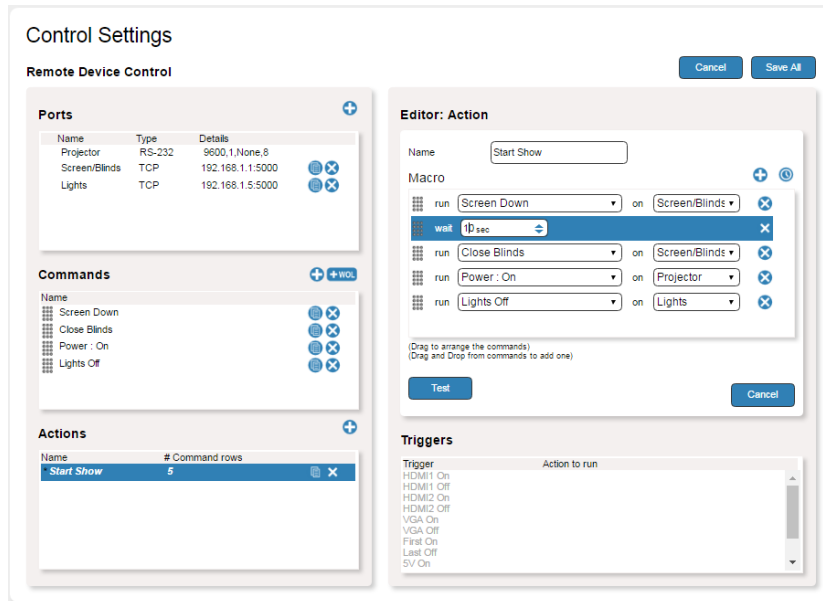 Control Settings
Remote Device Control
Cancel
Save All
Ports
Name Type Details
Projector RS-232 9600,1,None,8
Screen/Blinds TCP 192.168.1.1:5000
Lights TCP 192.168.1.5:5000
Commands
+WOL
Name
Screen Down
Close Blinds
Power : On
Lights Off
Actions
Name # Command rows
* Start Show 5
Editor: Action
Name Start Show
Macro
run Screen Down on Screen/Blinds
wait 10 sec
run Close Blinds on Screen/Blinds
run Power : On on Projector
run Lights Off on Lights
(Drag to arrange the commands)
(Drag and Drop from commands to add one)
Test
Cancel
Triggers
Trigger Action to run
HDMI1 On
HDMI1 Off
HDMI2 On
HDMI2 Off
VGA On
VGA Off
First On
Last Off
5V On